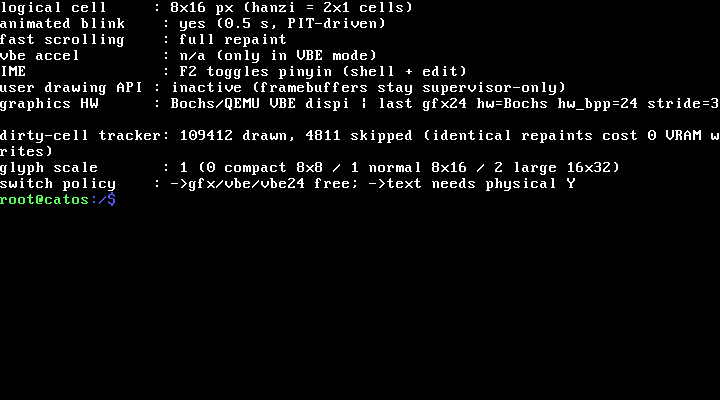 logical cell     : 8x16 px (hanzi = 2x1 cells)
animated blink   : yes (0.5 s, PIT-driven)
fast scrolling   : full repaint
vbe accel        : n/a (only in VBE mode)
IME              : F2 toggles pinyin (shell + edit)
user drawing API : inactive (framebuffers stay supervisor-only)
graphics HW      : Bochs/QEMU VBE dispi | last gfx24 hw=Bochs hw_bpp=24 stride=3
dirty-cell tracker: 109412 drawn, 4811 skipped (identical repaints cost 0 VRAM w
rites)
glyph scale       : 1 (0 compact 8x8 / 1 normal 8x16 / 2 large 16x32)
switch policy    : ->gfx/vbe/vbe24 free; ->text needs physical Y
root@catos:/$